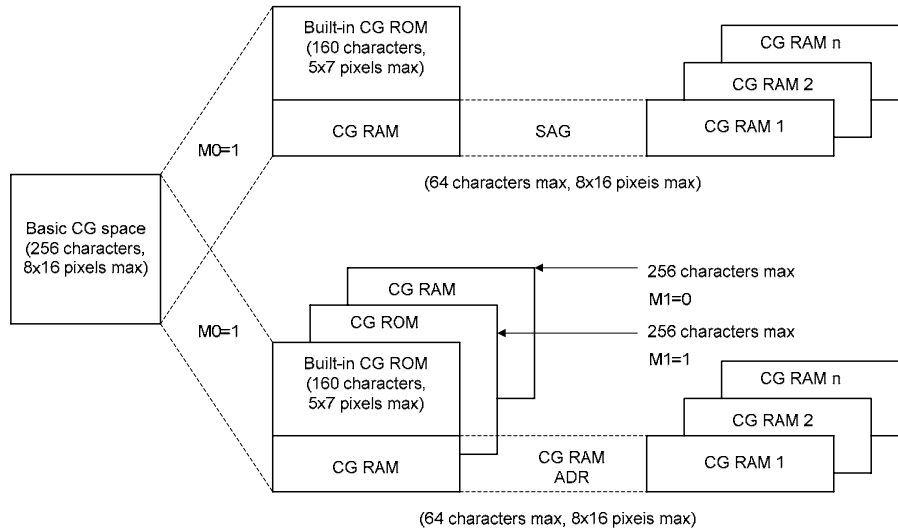 Built-in CG ROM
(160 characters,
5x7 pixels max)
CG RAM
M0=1
SAG
CG RAM n
CG RAM 2
CG RAM 1
(64 characters max, 8x16 pixels max)
Basic CG space
(256 characters,
8x16 pixels max)
M0=1
CG RAM
CG ROM
Built-in CG ROM
(160 characters,
5x7 pixels max)
CG RAM
256 characters max
M1=0
256 characters max
M1=1
CG RAM
ADR
CG RAM n
CG RAM 2
CG RAM 1
(64 characters max, 8x16 pixels max)